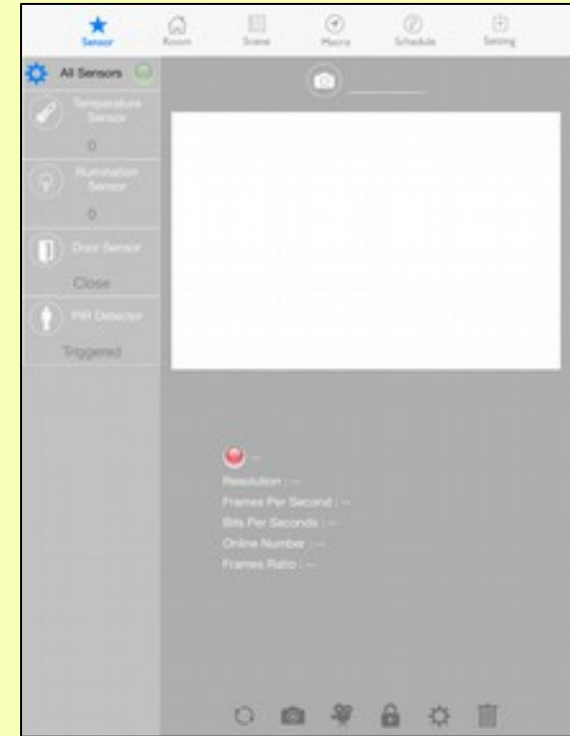 Sensor Room Scene Macro Schedule Setting
All Sensors
Temperature
Sensor
0
Illumination
Sensor
0
Door Sensor
Close
PIR Detector
Triggered
--
Resolution : --
Frames Per Second : --
Bits Per Seconds : --
Online Number : --
Frames Ratio : --